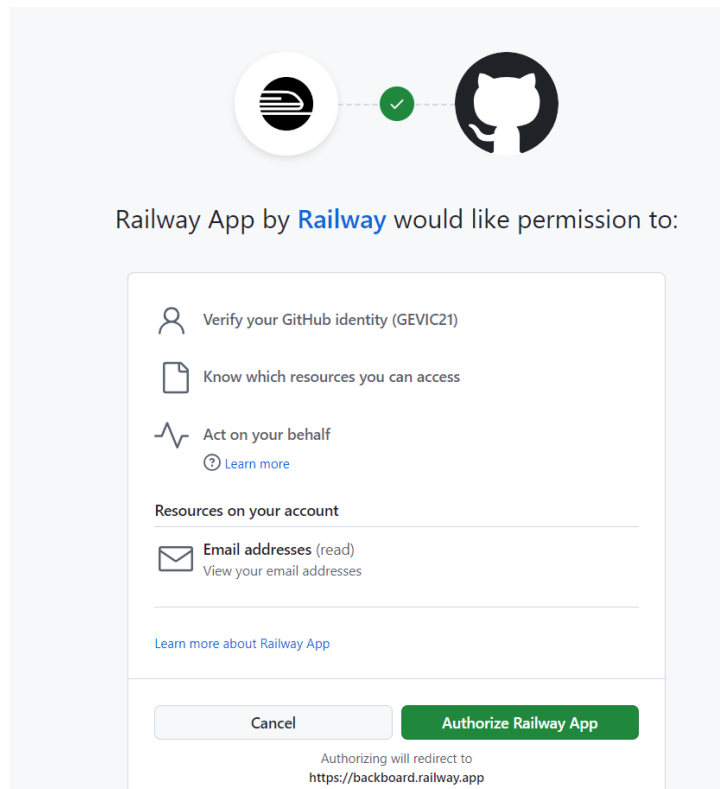 Railway App by Railway would like permission to:
Verify your GitHub identity (GEVIC21)
Know which resources you can access
Act on your behalf
? Learn more
Resources on your account
Email addresses (read)
View your email addresses
Learn more about Railway App
Cancel
Authorize Railway App
Authorizing will redirect to
https://backboard.railway.app